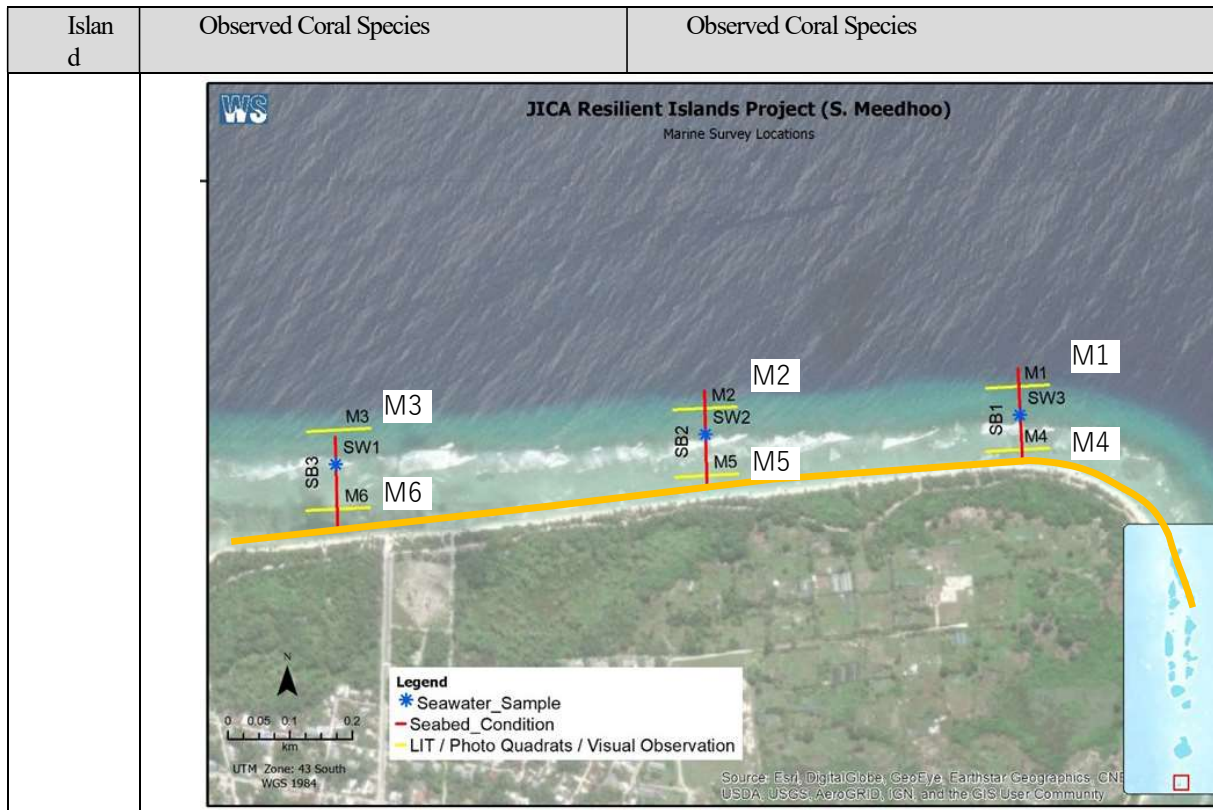 Islan
d
Observed Coral Species
Observed Coral Species
WS
JICA Resilient Islands Project (S. Meedhoo)
Marine Survey Locations
M1
M1
M2
M2
SW3
M3
M3
SB1
SW2
SB2
M4
M4
SW1
SB3
M5
M5
M6
M6
N
0 0.05 0.1 0.2
km
UTM Zone: 43 South
WGS 1984
Legend
Seawater_Sample
Seabed_Condition
LIT / Photo Quadrats / Visual Observation
Source: Esri, DigitalGlobe, GeoEye, Earthstar Geographics, CNE
USDA, USGS, AeroGRID, IGN, and the GIS User Community